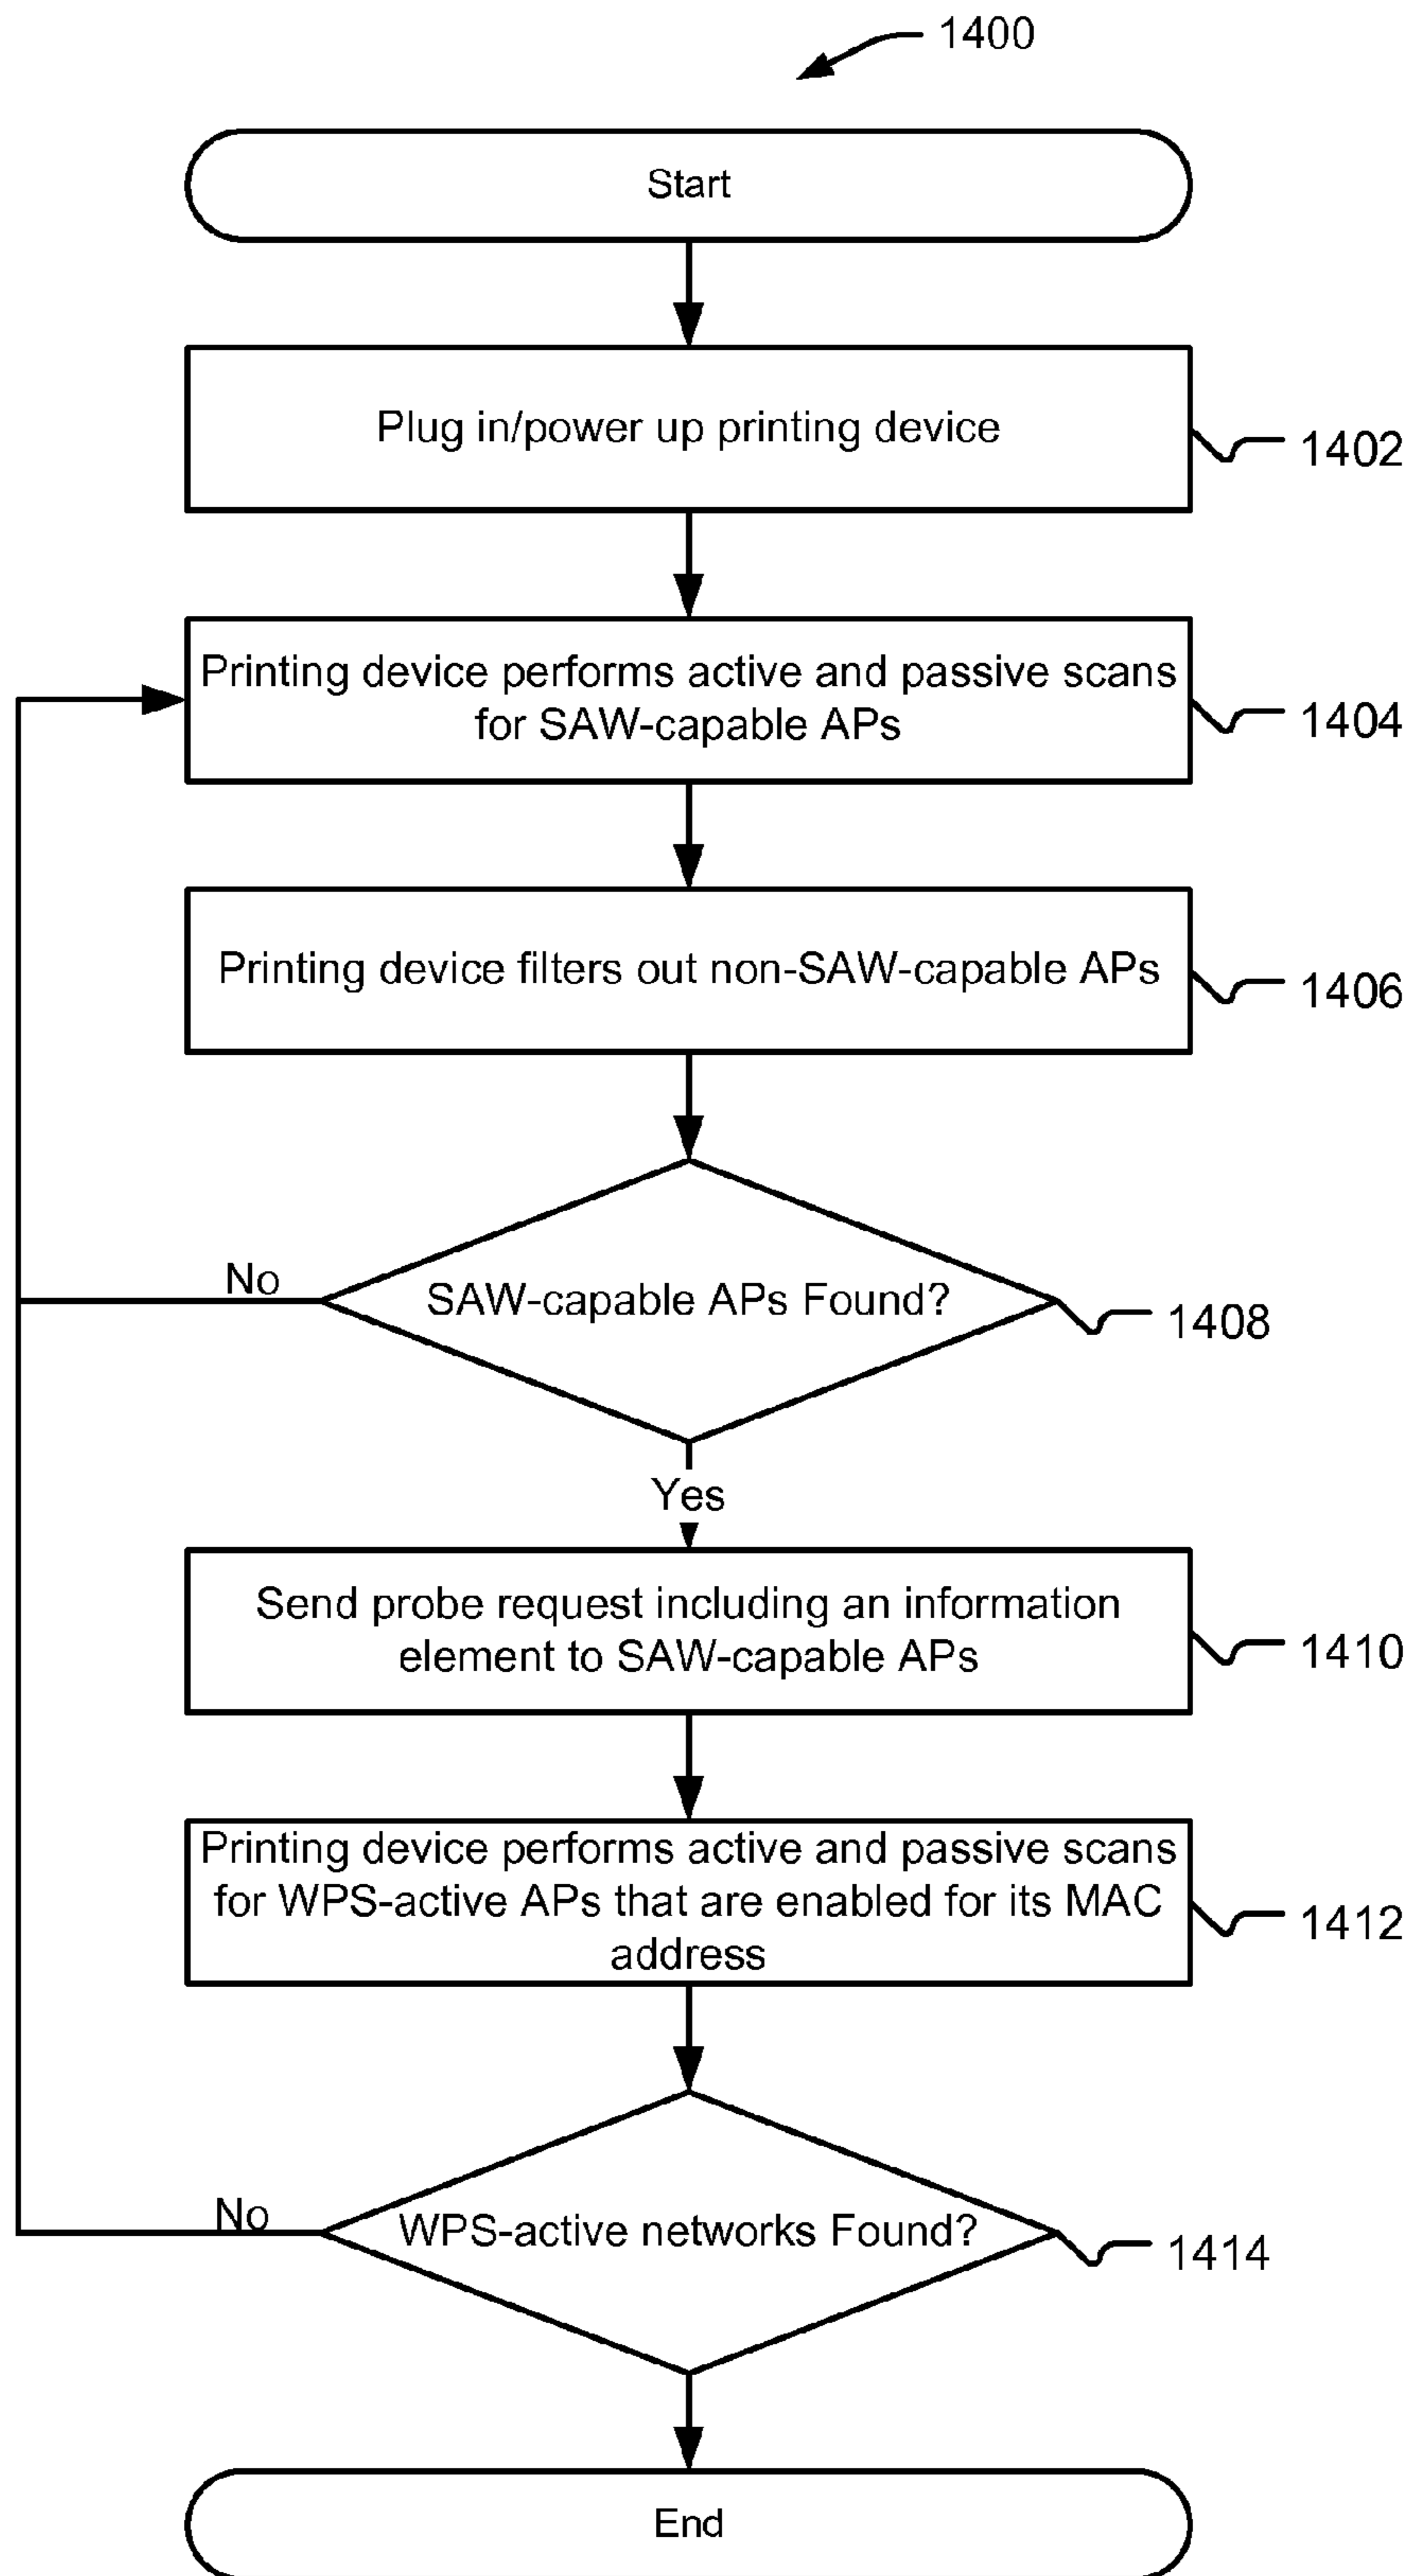 1400
Start
Plug in/power up printing device
1402
Printing device performs active and passive scans
for SAW-capable APs
1404
Printing device filters out non-SAW-capable APs
1406
No
SAW-capable APs Found?
1408
Yes
Send probe request including an information
element to SAW-capable APs
1410
Printing device performs active and passive scans
for WPS-active APs that are enabled for its MAC
address
1412
No
WPS-active networks Found?
1414
End